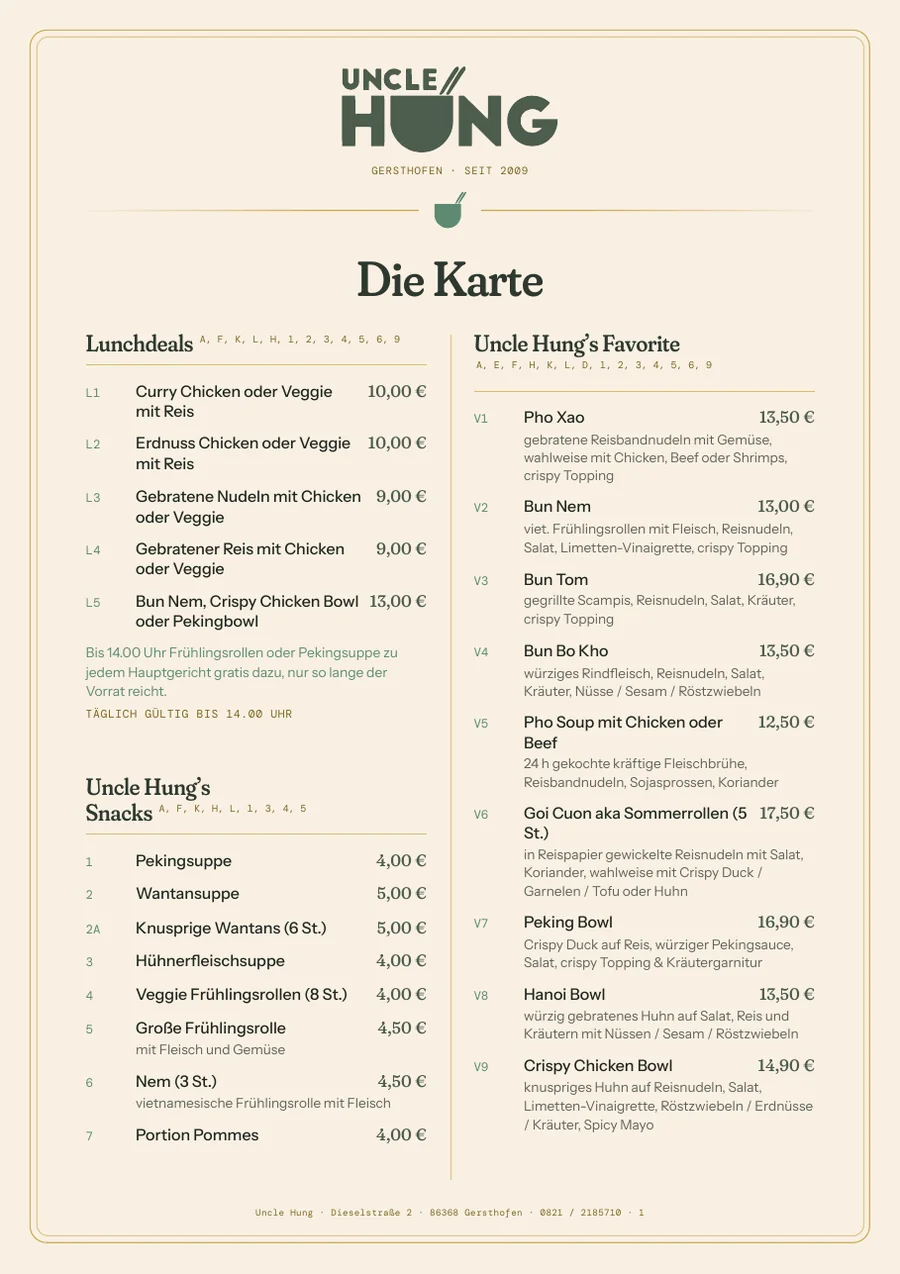 UNCLE
HUNG
GERSTHOFEN · SEIT 2009
Die Karte
Lunchdeals A, F, K, L, H, 1, 2, 3, 4, 5, 6, 9
L1 Curry Chicken oder Veggie 10,00 €
mit Reis
L2 Erdnuss Chicken oder Veggie 10,00 €
mit Reis
L3 Gebratene Nudeln mit Chicken 9,00 €
oder Veggie
L4 Gebratener Reis mit Chicken 9,00 €
oder Veggie
L5 Bun Nem, Crispy Chicken Bowl 13,00 €
oder Pekingbowl
Bis 14.00 Uhr Frühlingsrollen oder Pekingsuppe zu
jedem Hauptgericht gratis dazu, nur so lange der
Vorrat reicht.
TÄGLICH GÜLTIG BIS 14.00 UHR
Uncle Hung’s
Snacks A, F, K, H, L, 1, 3, 4, 5
1 Pekingsuppe 4,00 €
2 Wantansuppe 5,00 €
2A Knusprige Wantans (6 St.) 5,00 €
3 Hühnerfleischsuppe 4,00 €
4 Veggie Frühlingsrollen (8 St.) 4,00 €
5 Große Frühlingsrolle 4,50 €
mit Fleisch und Gemüse
6 Nem (3 St.) 4,50 €
vietnamesische Frühlingsrolle mit Fleisch
7 Portion Pommes 4,00 €
Uncle Hung’s Favorite
A, E, F, H, K, L, D, 1, 2, 3, 4, 5, 6, 9
V1 Pho Xao 13,50 €
gebratene Reisbandnudeln mit Gemüse,
wahlweise mit Chicken, Beef oder Shrimps,
crispy Topping
V2 Bun Nem 13,00 €
viet. Frühlingsrollen mit Fleisch, Reisnudeln,
Salat, Limetten-Vinaigrette, crispy Topping
V3 Bun Tom 16,90 €
gegrillte Scampis, Reisnudeln, Salat, Kräuter,
crispy Topping
V4 Bun Bo Kho 13,50 €
würziges Rindfleisch, Reisnudeln, Salat,
Kräuter, Nüsse / Sesam / Röstzwiebeln
V5 Pho Soup mit Chicken oder 12,50 €
Beef
24 h gekochte kräftige Fleischbrühe,
Reisbandnudeln, Sojasprossen, Koriander
V6 Goi Cuon aka Sommerrollen (5 17,50 €
St.)
in Reispapier gewickelte Reisnudeln mit Salat,
Koriander, wahlweise mit Crispy Duck /
Garnelen / Tofu oder Huhn
V7 Peking Bowl 16,90 €
Crispy Duck auf Reis, würziger Pekingsauce,
Salat, crispy Topping & Kräutergarnitur
V8 Hanoi Bowl 13,50 €
würzig gebratenes Huhn auf Salat, Reis und
Kräutern mit Nüssen / Sesam / Röstzwiebeln
V9 Crispy Chicken Bowl 14,90 €
knuspriges Huhn auf Reisnudeln, Salat,
Limetten-Vinaigrette, Röstzwiebeln / Erdnüsse
/ Kräuter, Spicy Mayo
Uncle Hung · Dieselstraße 2 · 86368 Gersthofen · 0821 / 2185710 · 1